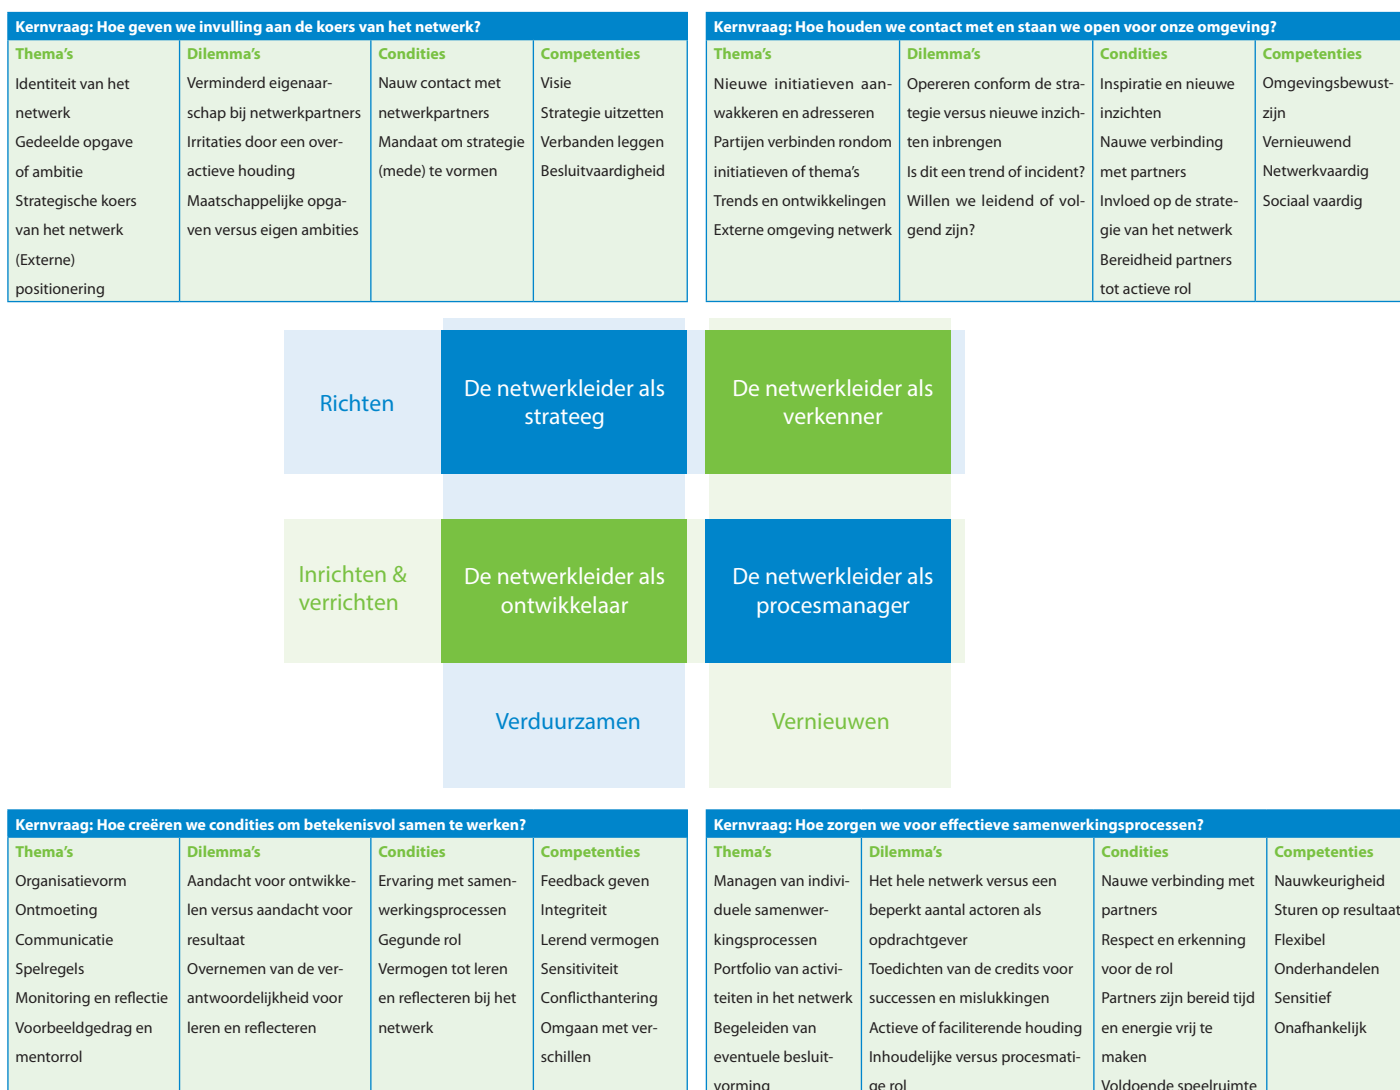 Kernvraag: Hoe geven we invulling aan de koers van het netwerk?
Thema's
Identiteit van het
netwerk
Gedeelde opgave
of ambitie
Strategische koers
van het netwerk
(Externe)
positionering
Dilemma's
Verminderd eigenaar-
schap bij netwerkpartners
Irritaties door een over-
actieve houding
Maatschappelijke opga-
ven versus eigen ambities
Condities
Nauw contact met
netwerkpartners
Mandaat om strategie
(mede) te vormen
Competenties
Visie
Strategie uitzetten
Verbanden leggen
Besluitvaardigheid
Kernvraag: Hoe houden we contact met en staan we open voor onze omgeving?
Thema's
Nieuwe initiatieven aan-
wakkeren en adresseren
Partijen verbinden rondom
initiatieven of thema's
Trends en ontwikkelingen
Externe omgeving netwerk
Dilemma's
Opereren conform de stra-
tegie versus nieuwe inzich-
ten inbrengen
Is dit een trend of incident?
Willen we leidend of vol-
gend zijn?
Condities
Inspiratie en nieuwe
inzichten
Nauwe verbinding
met partners
Invloed op de strate-
gie van het netwerk
Bereidheid partners
tot actieve rol
Competenties
Omgevingsbewust-
zijn
Vernieuwend
Netwerkvaardig
Sociaal vaardig
Richten
De netwerkleider als
strateeg
De netwerkleider als
verkenner
Inrichten &
verrichten
De netwerkleider als
ontwikkelaar
De netwerkleider als
procesmanager
Verduurzamen
Vernieuwen
Kernvraag: Hoe creëren we condities om betekenisvol samen te werken?
Thema's
Organisatievorm
Ontmoeting
Communicatie
Spelregels
Monitoring en reflectie
Voorbeeldgedrag en
mentorrol
Dilemma's
Aandacht voor ontwikke-
len versus aandacht voor
resultaat
Overnemen van de ver-
antwoordelijkheid voor
leren en reflecteren
Condities
Ervaring met samen-
werkingsprocessen
Gegunde rol
Vermogen tot leren
en reflecteren bij het
netwerk
Competenties
Feedback geven
Integriteit
Lerend vermogen
Sensitiviteit
Conflicthantering
Omgaan met ver-
schillen
Kernvraag: Hoe zorgen we voor effectieve samenwerkingsprocessen?
Thema's
Managen van indivi-
duele samenwer-
kingsprocessen
Portfolio van activi-
teiten in het netwerk
Begeleiden van
eventuele besluit-
vorming
Dilemma's
Het hele netwerk versus een
beperkt aantal actoren als
opdrachtgever
Toedichten van de credits voor
successen en mislukkingen
Actieve of faciliterende houding
Inhoudelijke versus procesmati-
ge rol
Condities
Nauwe verbinding met
partners
Respect en erkenning
voor de rol
Partners zijn bereid tijd
en energie vrij te
maken
Voldoende speelruimte
Competenties
Nauwkeurigheid
Sturen op resultaat
Flexibel
Onderhandelen
Sensitief
Onafhankelijk